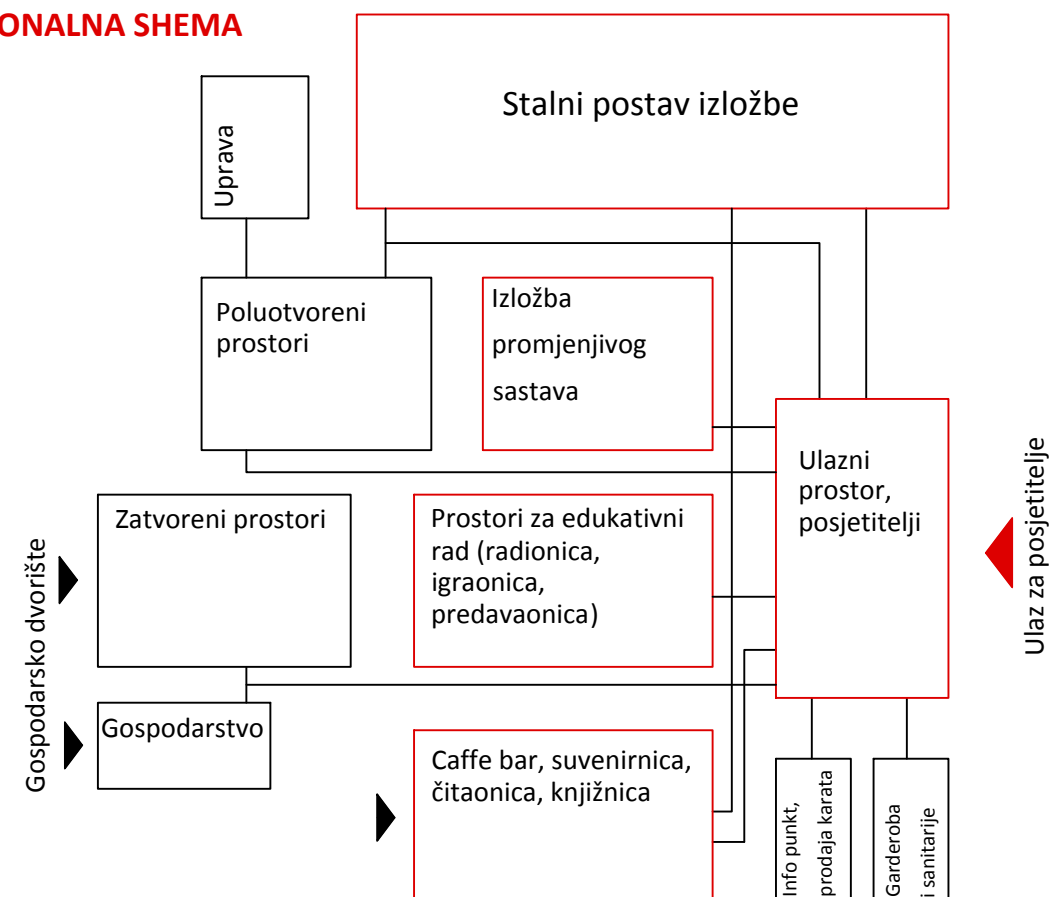 ONALNA SHEMA
Stalni postav izložbe
Uprava
Poluotvoreni
prostori
Izložba
promjenjivog
sastava
Ulazni
prostor,
posjetitelji
Ulaz za posjetitelje
Zatvoreni prostori
Prostori za edukativni
rad (radionica,
igraonica,
predavaonica)
Gospodarsko dvorište
Gospodarstvo
Caffe bar, suvenirnica,
čitaonica, knjižnica
Info punkt,
prodaja karata
Garderoba
i sanitarije